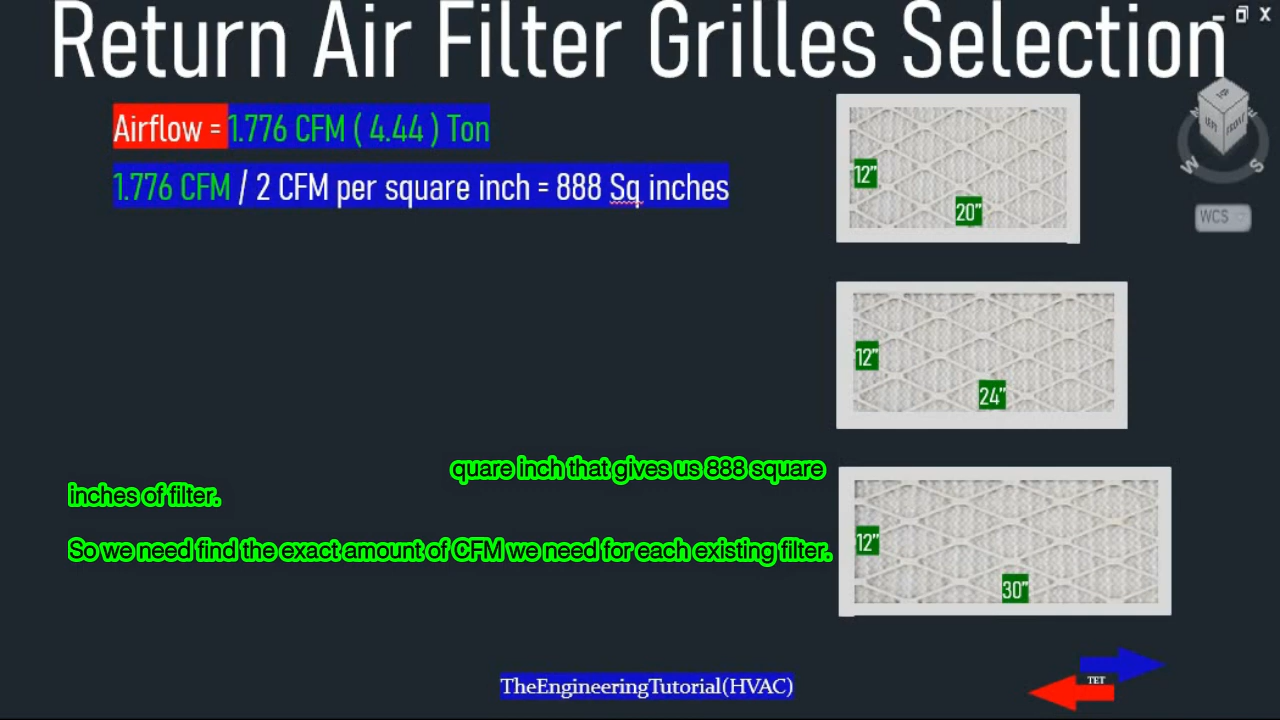 Return Air Filter Grilles Selection
Airflow = 1.776 CFM ( 4.44 ) Ton
1.776 CFM / 2 CFM per square inch = 888 Sq inches
12”
20”
12”
24”
quare inch that gives us 888 square
inches of filter.
So we need find the exact amount of CFM we need for each existing filter.
12”
30”
TheEngineeringTutorial(HVAC)
TET
TOP
LEFT
FRONT
N
E
W
S
WCS
X